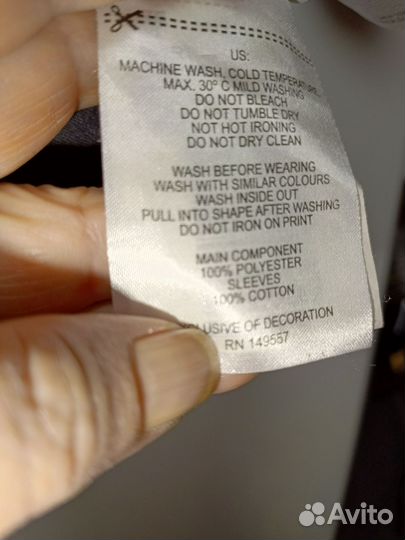 US:
MACHINE WASH, COLD TEMPERATURE,
MAX. 30° C MILD WASHING
DO NOT BLEACH
DO NOT TUMBLE DRY
NOT HOT IRONING
DO NOT DRY CLEAN
WASH BEFORE WEARING
WASH WITH SIMILAR COLOURS
WASH INSIDE OUT
PULL INTO SHAPE AFTER WASHING
DO NOT IRON ON PRINT
MAIN COMPONENT
100% POLYESTER
SLEEVES
100% COTTON
EXCLUSIVE OF DECORATION
RN 149557
Avito